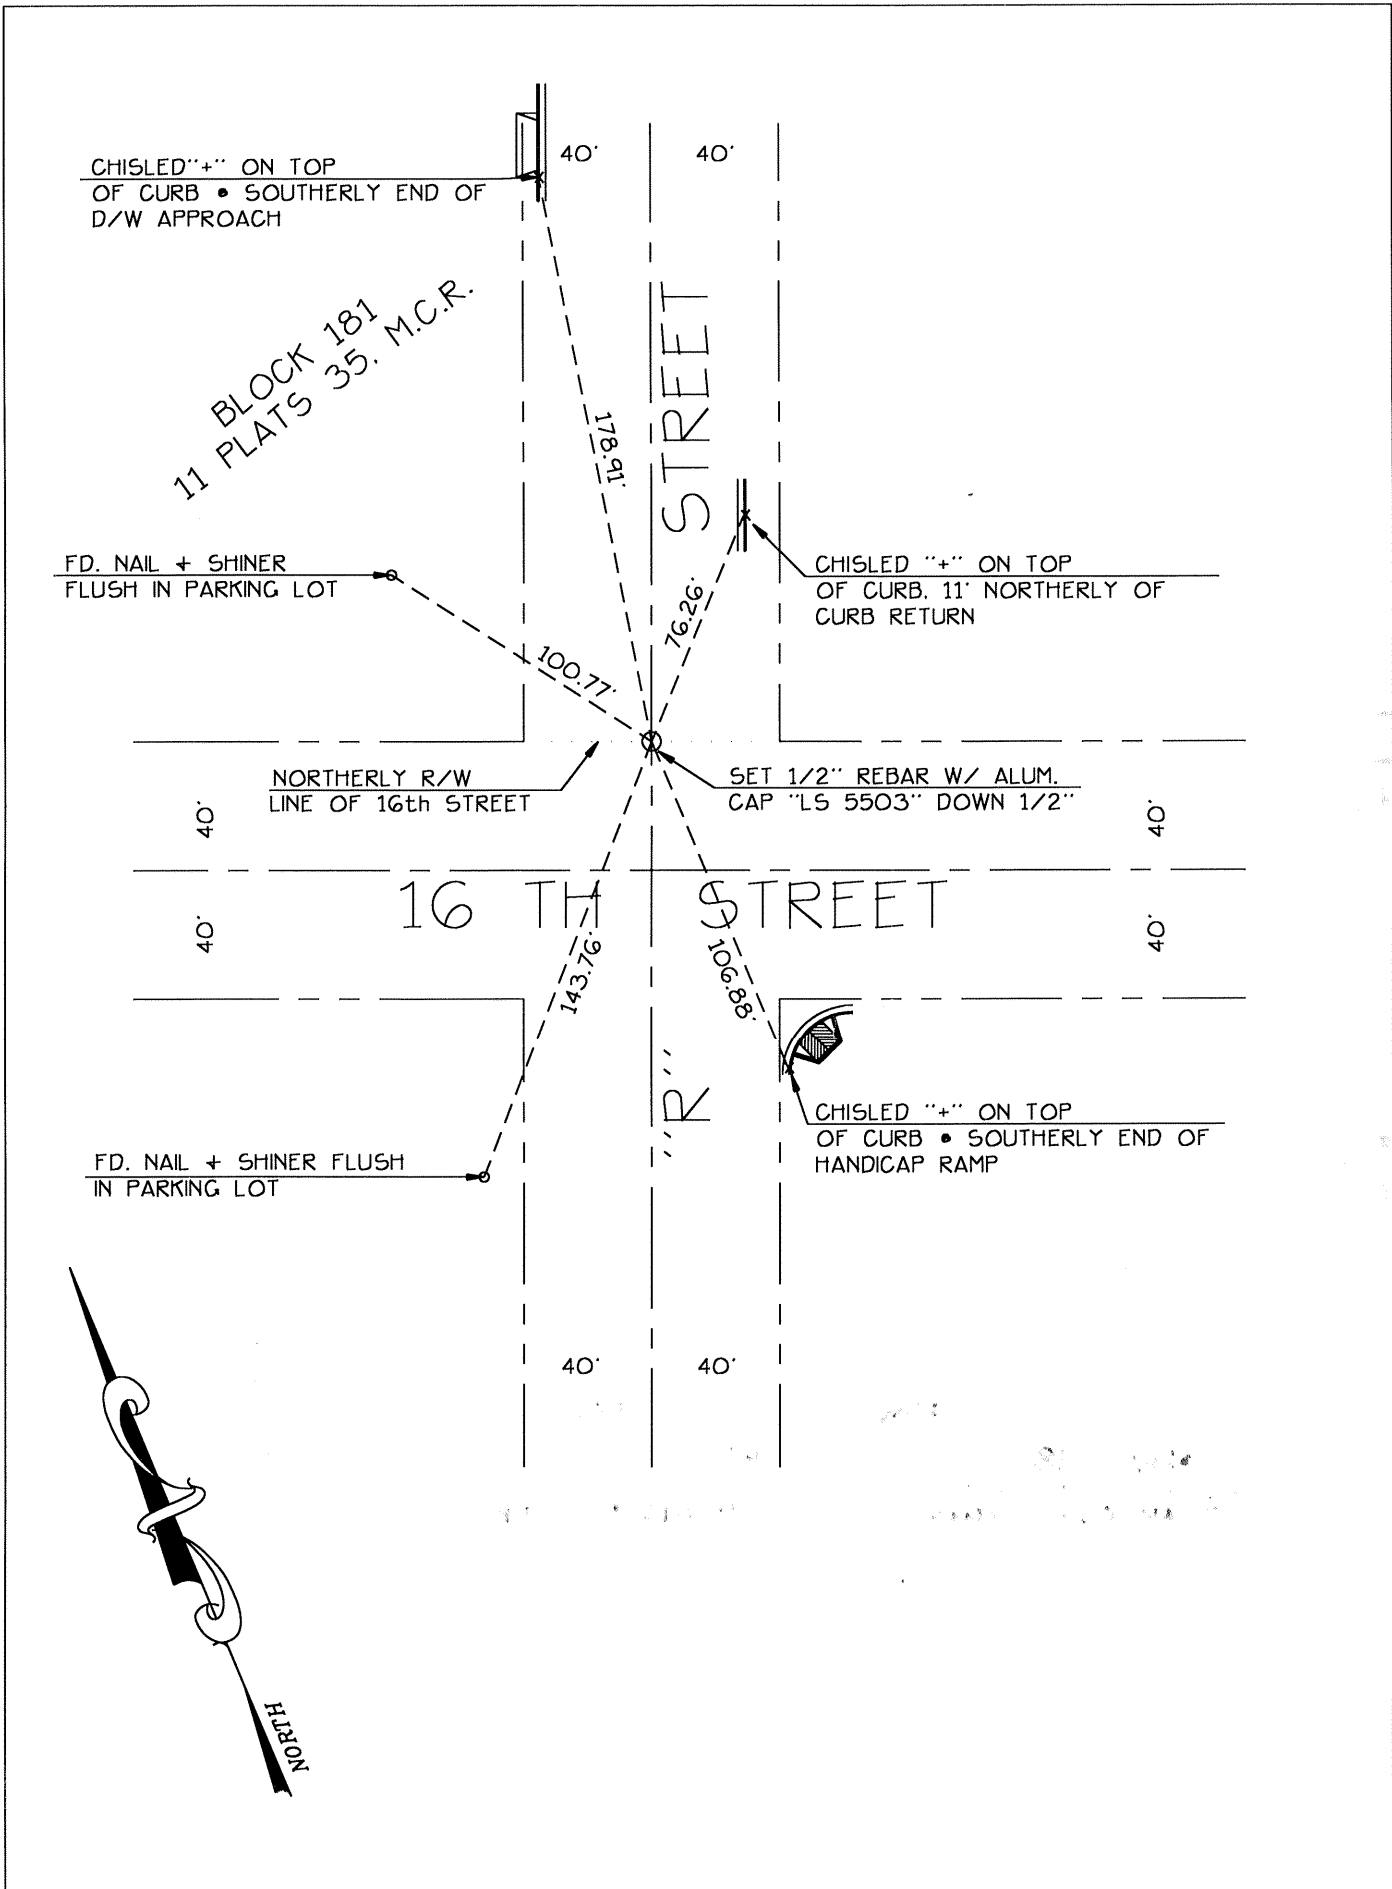 40' 40'
CHISLED"+" ON TOP
OF CURB • SOUTHERLY END OF
D/W APPROACH
BLOCK 181
11 PLATS 35, M.C.R.
178.91'
STREET
FD. NAIL + SHINER
FLUSH IN PARKING LOT
CHISLED "+" ON TOP
OF CURB. 11' NORTHERLY OF
CURB RETURN
76.26'
100.77'
NORTHERLY R/W
LINE OF 16th STREET
SET 1/2" REBAR W/ ALUM.
CAP "LS 5503" DOWN 1/2"
40' 40'
16 TH STREET
40' 40'
143.76'
106.88'
"R"
CHISLED "+" ON TOP
OF CURB • SOUTHERLY END OF
HANDICAP RAMP
FD. NAIL + SHINER FLUSH
IN PARKING LOT
40' 40'
NORTH